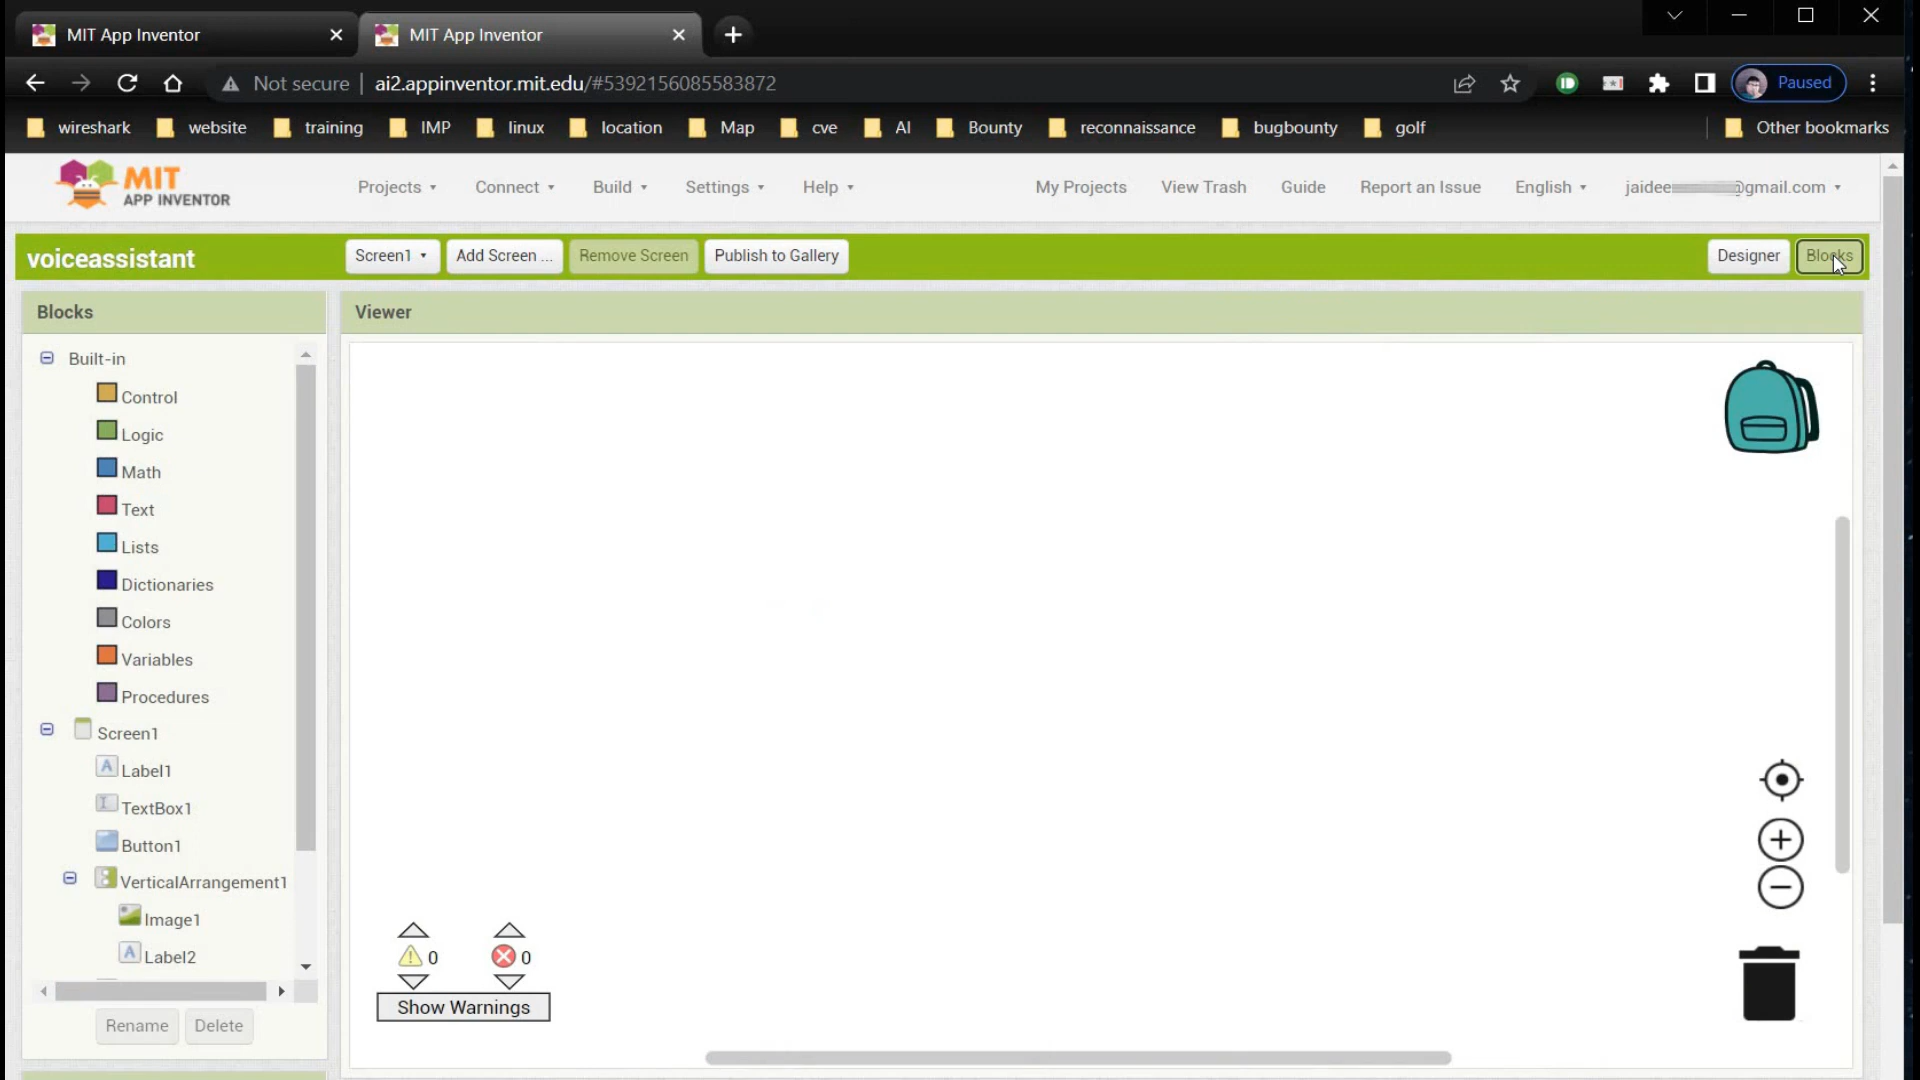 MIT App Inventor
MIT App Inventor
Not secure ai2.appinventor.mit.edu/#5392156085583872 Paused
wireshark website training IMP linux location Map cve AI Bounty reconnaissance bugbounty golf Other bookmarks
MIT
APP INVENTOR
Projects Connect Build Settings Help My Projects View Trash Guide Report an Issue English @gmail.com
voiceassistant Screen1 Add Screen ... Remove Screen Publish to Gallery Designer Blocks
Blocks Viewer
Built-in
Control
Logic
Math
Text
Lists
Dictionaries
Colors
Variables
Procedures
Screen1
Label1
TextBox1
Button1
VerticalArrangement1
Image1
Label2
Rename Delete
0 0
Show Warnings